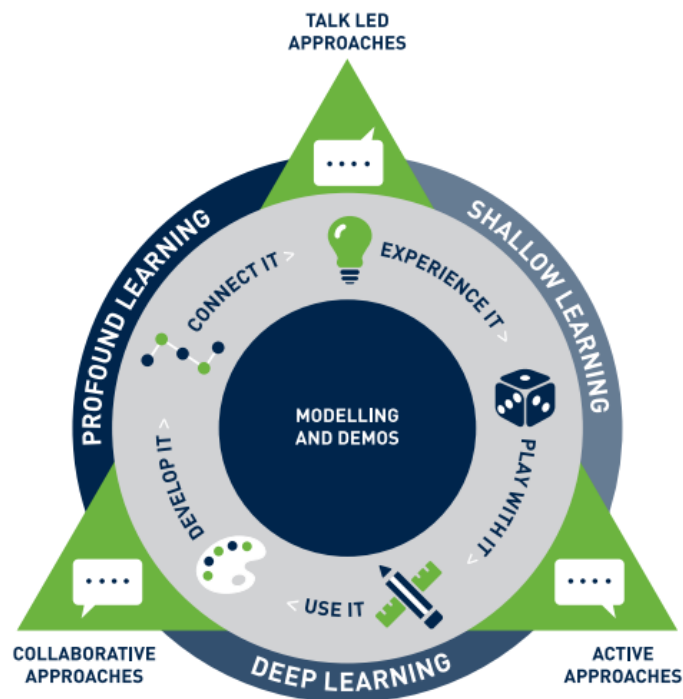 TALK LED
APPROACHES
PROFOUND LEARNING
SHALLOW LEARNING
CONNECT IT >
EXPERIENCE IT >
MODELLING
AND DEMOS
DEVELOP IT >
PLAY WITH IT >
USE IT >
COLLABORATIVE
APPROACHES
DEEP LEARNING
ACTIVE
APPROACHES